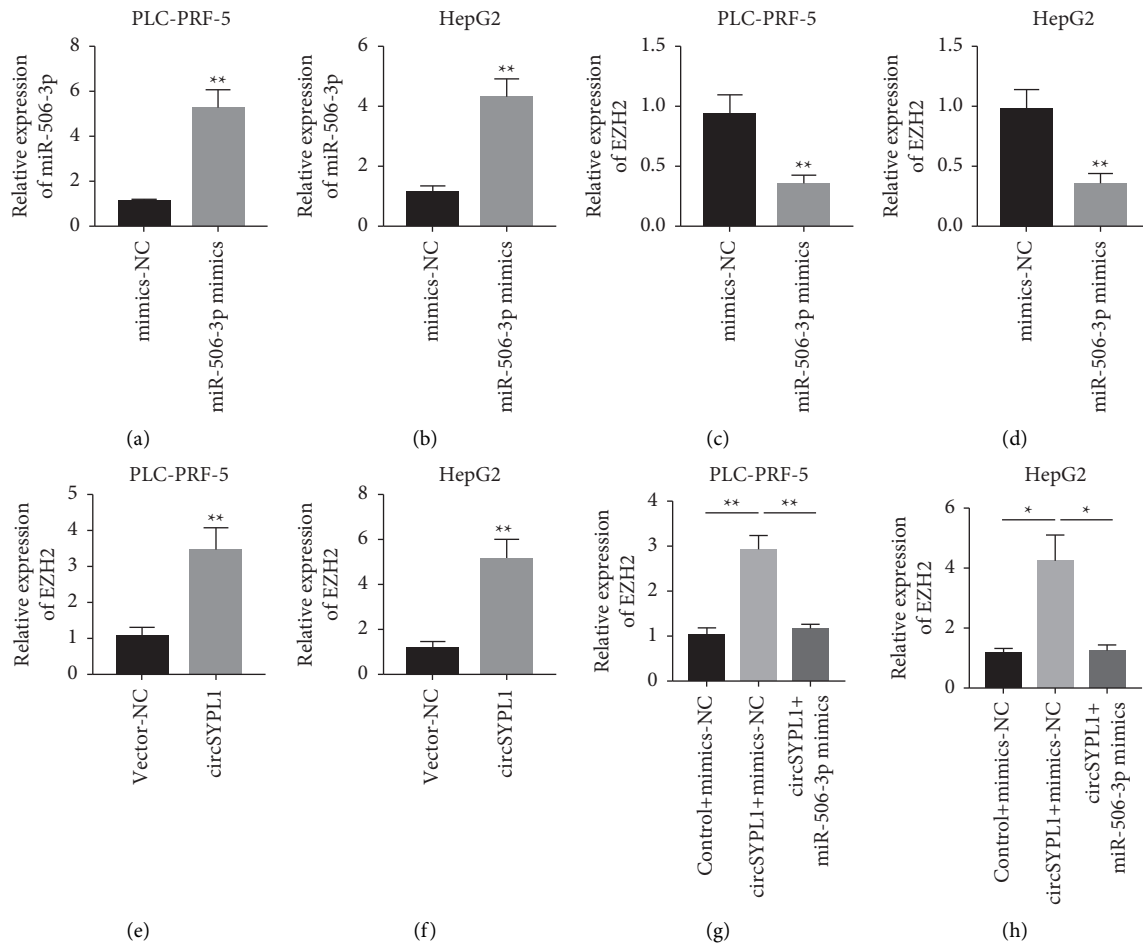 PLC-PRF-5
Relative expression
of miR-506-3p
8
6
4
2
0
**
mimics-NC
miR-506-3p mimics
(a)
HepG2
Relative expression
of miR-506-3p
6
4
2
0
**
mimics-NC
miR-506-3p mimics
(b)
PLC-PRF-5
Relative expression
of EZH2
1.5
1.0
0.5
0.0
**
mimics-NC
miR-506-3p mimics
(c)
HepG2
Relative expression
of EZH2
1.5
1.0
0.5
0.0
**
mimics-NC
miR-506-3p mimics
(d)
PLC-PRF-5
Relative expression
of EZH2
5
4
3
2
1
0
**
Vector-NC
circSYPL1
(e)
HepG2
Relative expression
of EZH2
8
6
4
2
0
**
Vector-NC
circSYPL1
(f)
PLC-PRF-5
Relative expression
of EZH2
4
3
2
1
0
** **
Control+mimics-NC
circSYPL1+mimics-NC
circSYPL1+
miR-506-3p mimics
(g)
HepG2
Relative expression
of EZH2
6
4
2
0
* *
Control+mimics-NC
circSYPL1+mimics-NC
circSYPL1+
miR-506-3p mimics
(h)